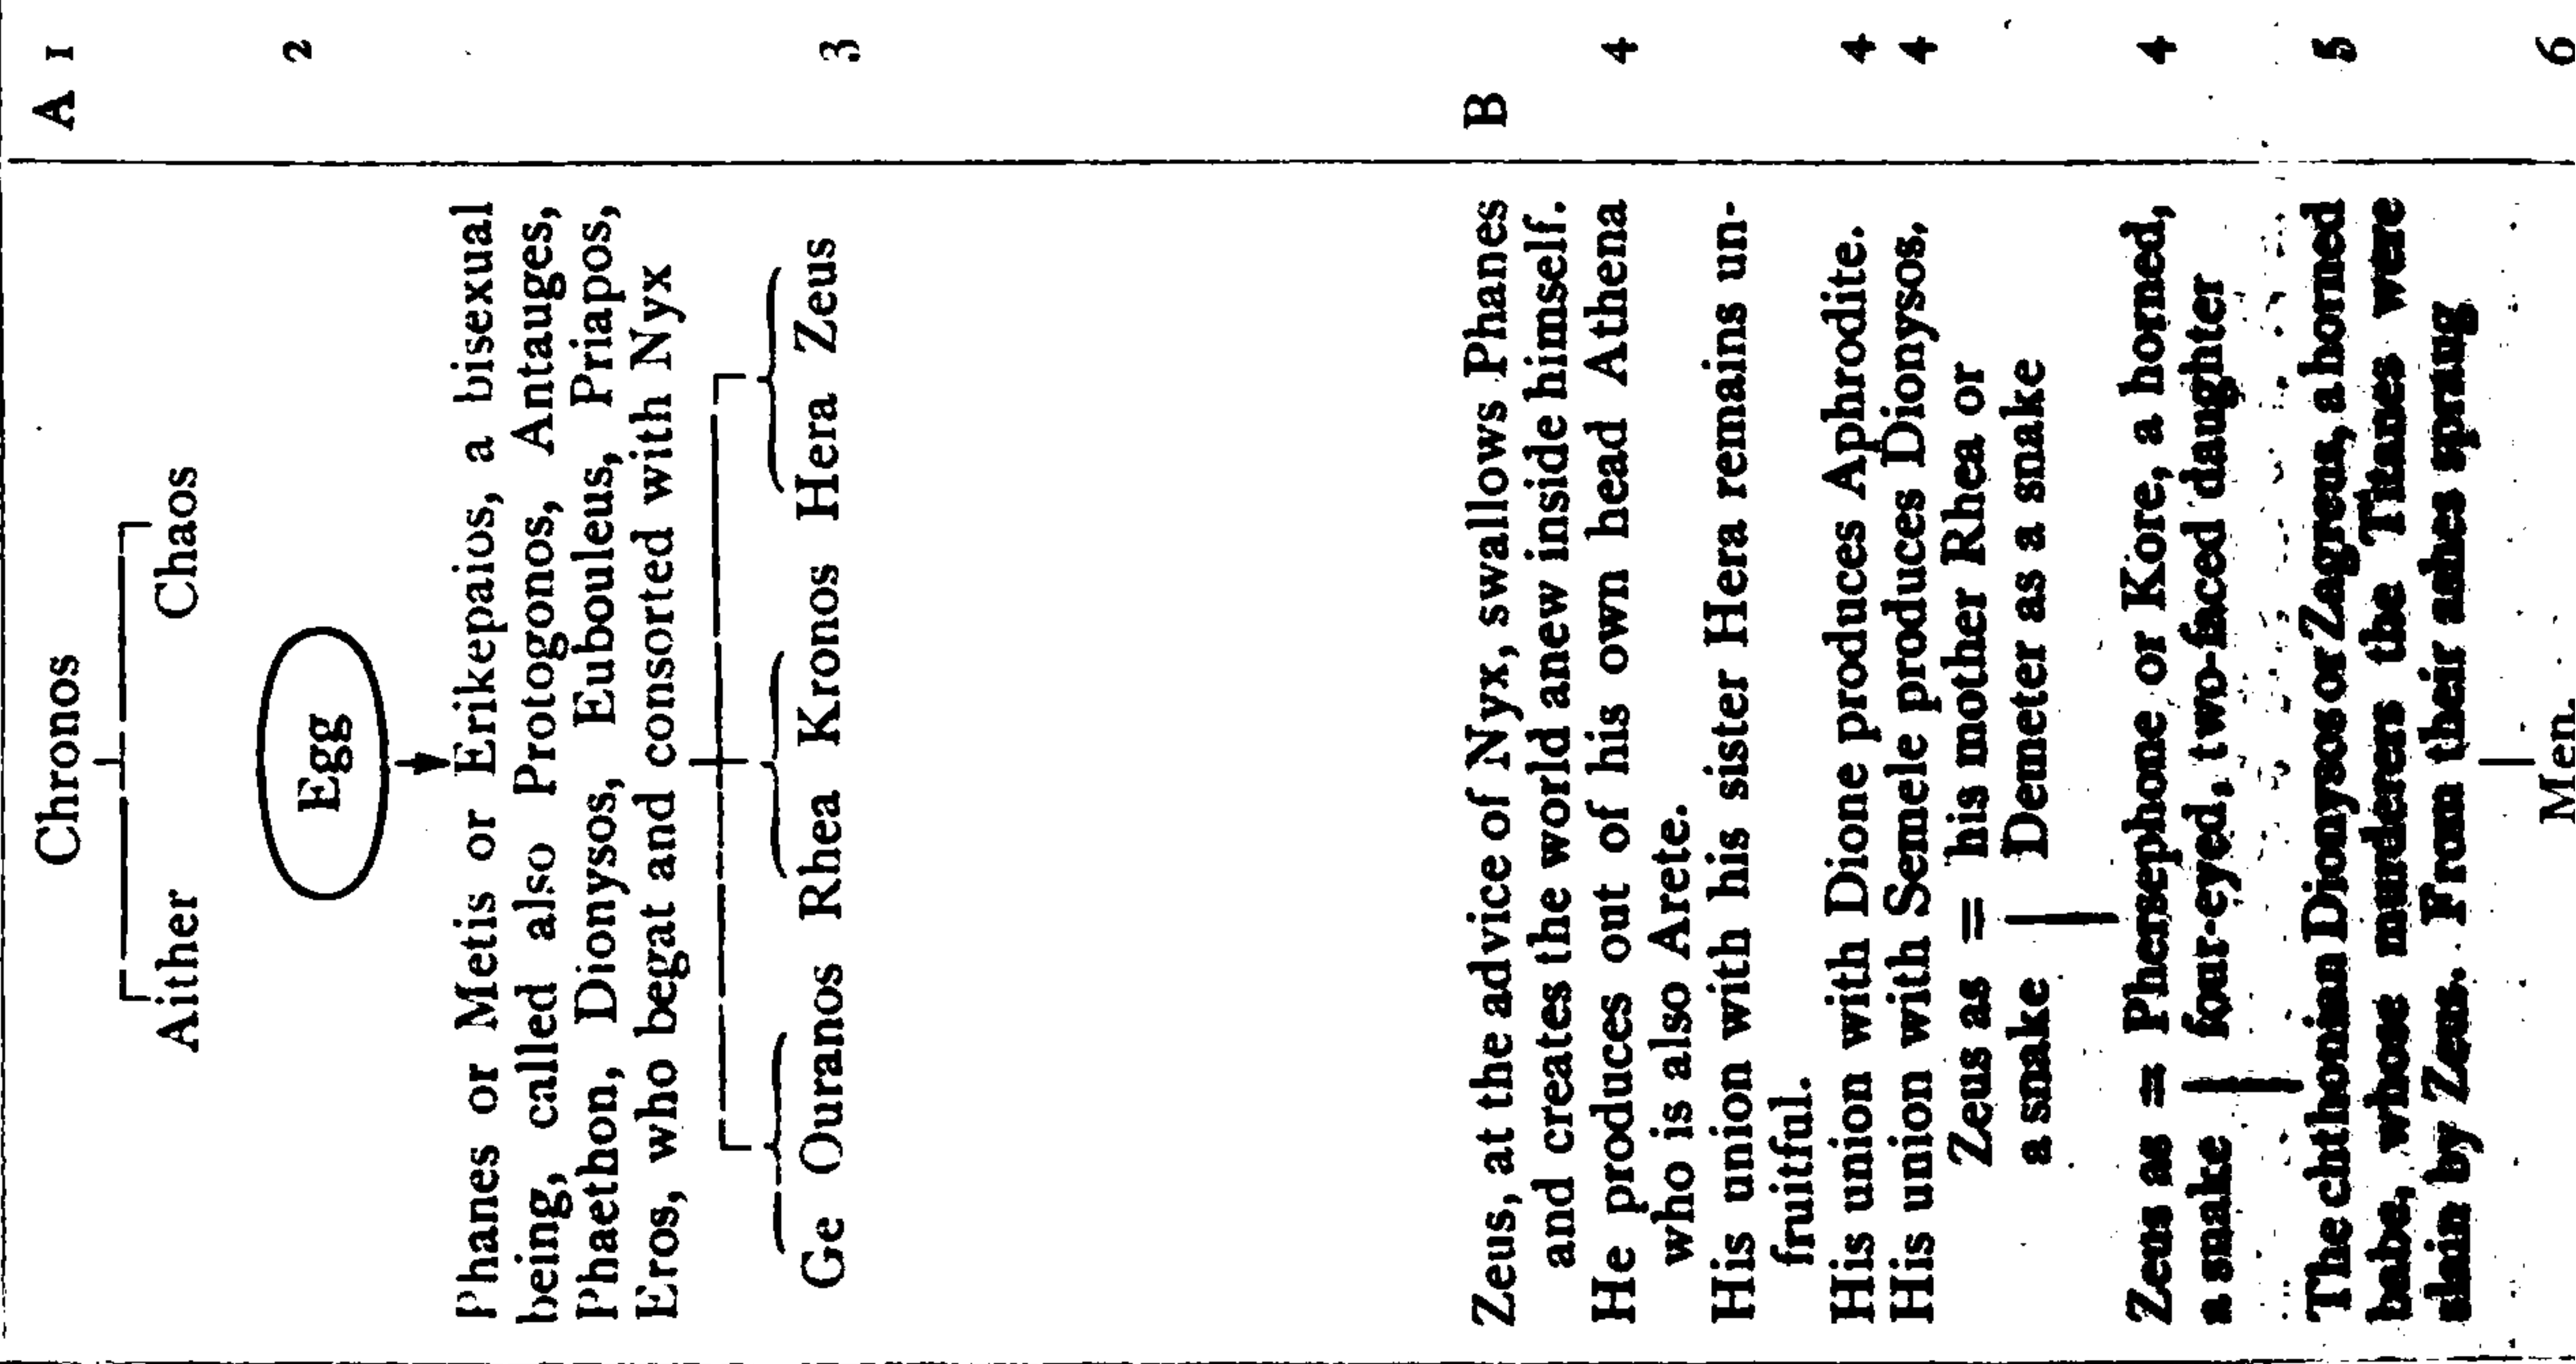 Chronos A 1
Aither Chaos
Egg 2
Phanes or Metis or Erikepaios, a bisexual
being, called also Protogonos, Antauges,
Phaethon, Dionysos, Eubouleus, Priapos,
Eros, who begat and consorted with Nyx
Ge Ouranos Rhea Kronos Hera Zeus 3
Zeus, at the advice of Nyx, swallows Phanes B
and creates the world anew inside himself.
He produces out of his own head Athena 4
who is also Arete.
His union with his sister Hera remains un-
fruitful.
His union with Dione produces Aphrodite. 4
His union with Semele produces Dionysos, 4
Zeus as = his mother Rhea or
a snake Demeter as a snake
Zeus as = Phersephone or Kore, a horned, 4
a snake four-eyed, two-faced daughter
The chthonian Dionysos or Zagreus, a horned 5
babe, whose murderers the Titanes were
slain by Zeus. From their ashes sprung
Men. 6